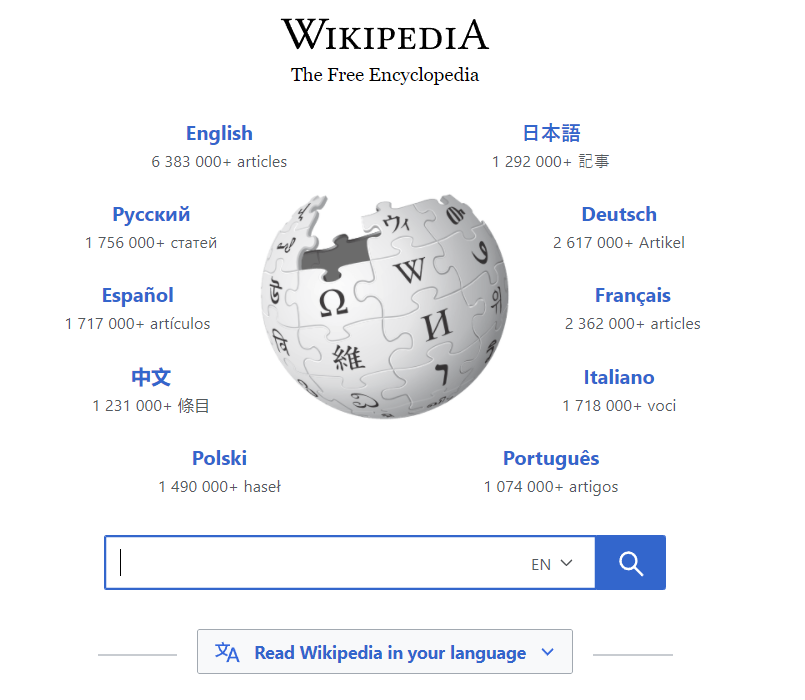 WIKIPEDIA
The Free Encyclopedia
English
6 383 000+ articles
日本語
1 292 000+ 記事
Русский
1 756 000+ статей
Deutsch
2 617 000+ Artikel
Español
1 717 000+ artículos
Français
2 362 000+ articles
中文
1 231 000+ 條目
Italiano
1 718 000+ voci
Polski
1 490 000+ haseł
Português
1 074 000+ artigos
Ω
W
И
維
ウィ
EN
Read Wikipedia in your language